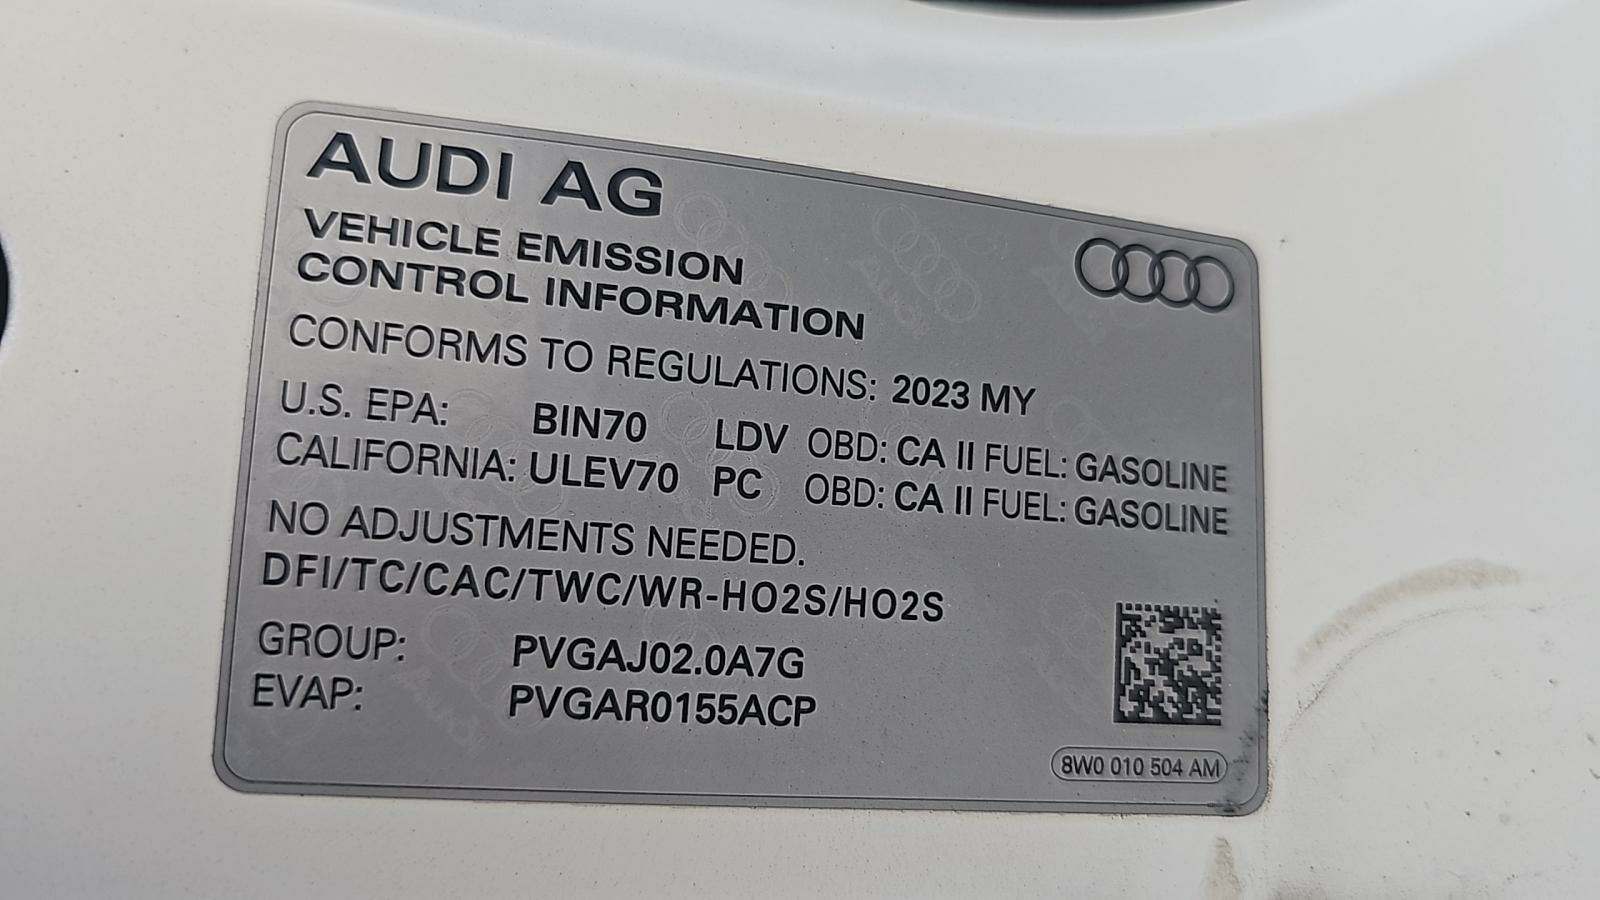 AUDI AG
VEHICLE EMISSION
CONTROL INFORMATION
CONFORMS TO REGULATIONS: 2023 MY
U.S. EPA: BIN70 LDV OBD: CA II FUEL: GASOLINE
CALIFORNIA: ULEV70 PC OBD: CA II FUEL: GASOLINE
NO ADJUSTMENTS NEEDED.
DFI/TC/CAC/TWC/WR-HO2S/HO2S
GROUP: PVGAJ02.0A7G
EVAP: PVGAR0155ACP
8W0 010 504 AM